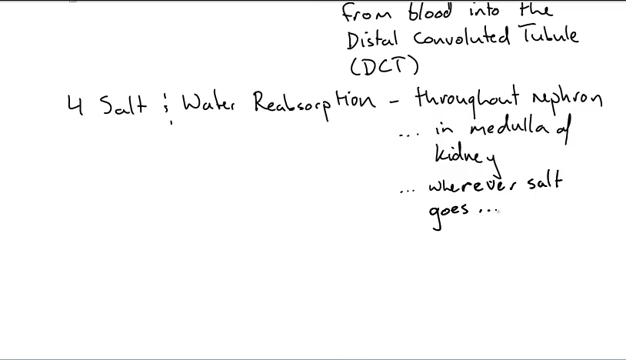 from blood into the
Distal Convoluted Tubule
(DCT)
4 Salt & Water Reabsorption - throughout nephron
... in medulla of
kidney
... wherever salt
goes ...